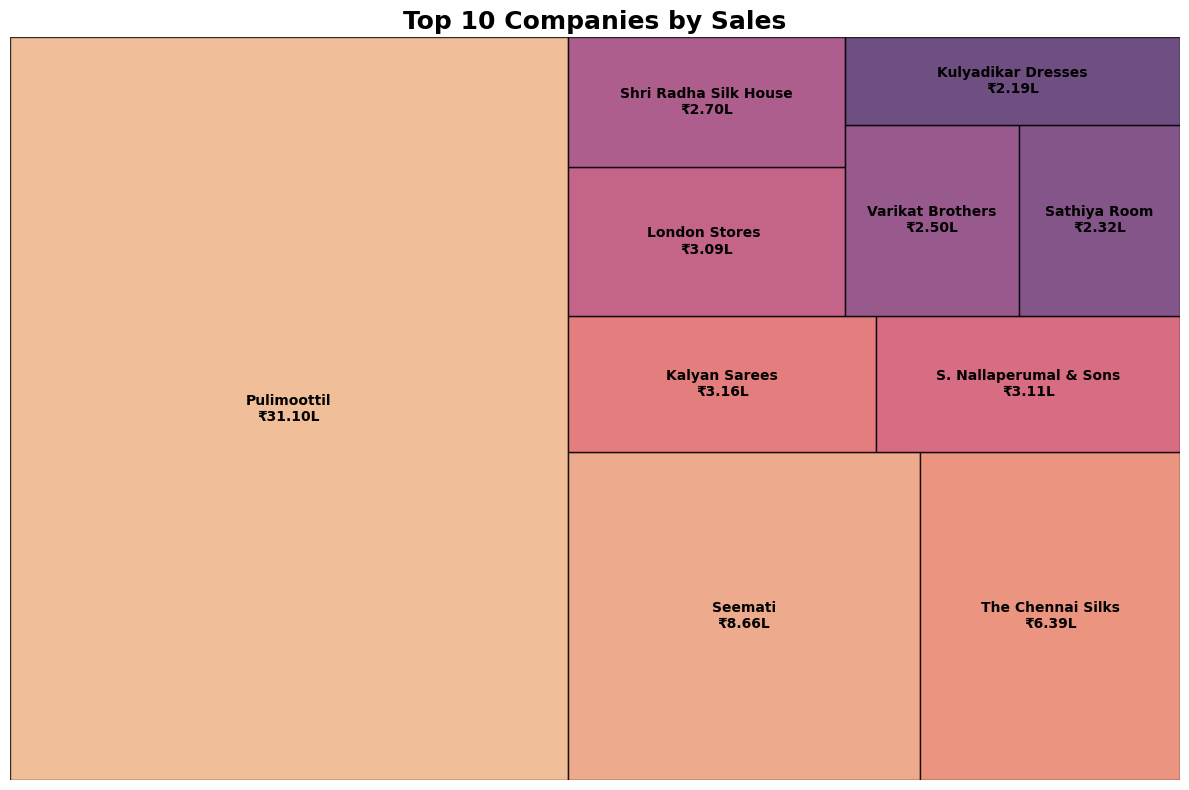 Top 10 Companies by Sales
Pulimoottil
₹31.10L
Shri Radha Silk House
₹2.70L
Kulyadikar Dresses
₹2.19L
London Stores
₹3.09L
Varikat Brothers
₹2.50L
Sathiya Room
₹2.32L
Kalyan Sarees
₹3.16L
S. Nallaperumal & Sons
₹3.11L
Seemati
₹8.66L
The Chennai Silks
₹6.39L